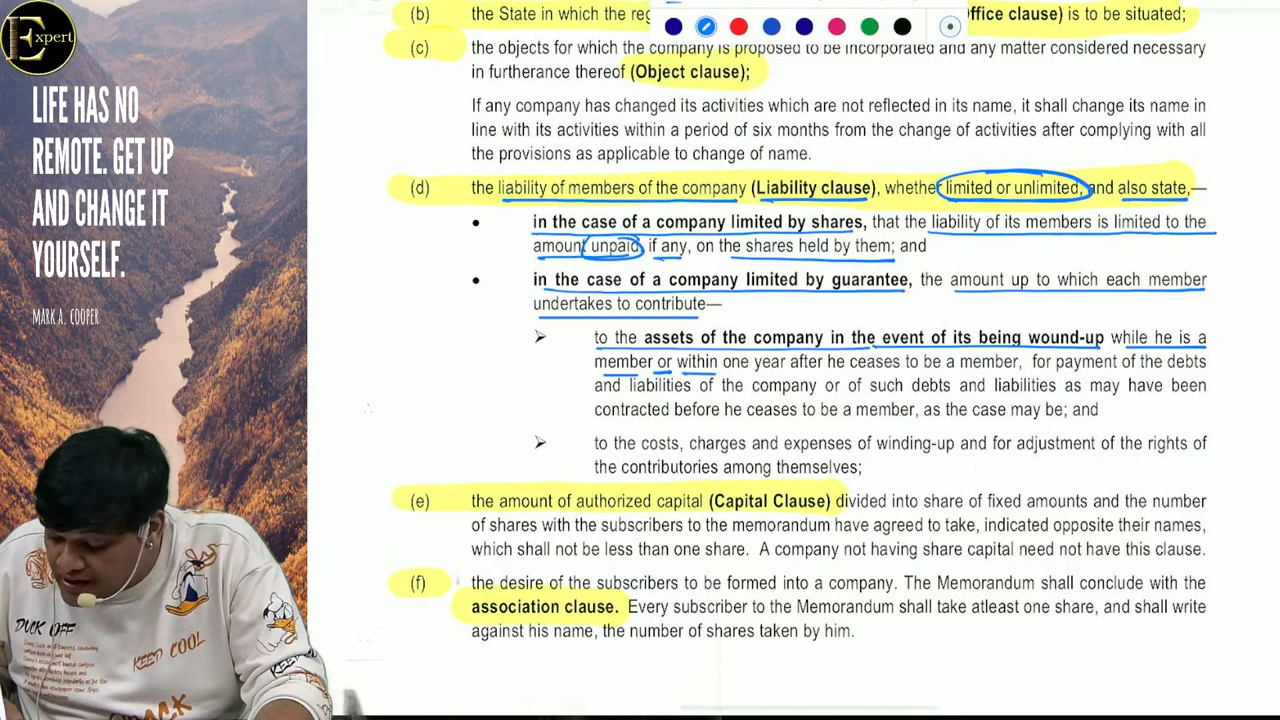 Expert
LIFE HAS NO
REMOTE. GET UP
AND CHANGE IT
YOURSELF.
MARK A. COOPER
(b) the State in which the reg ffice clause) is to be situated;
(c) the objects for which the company is proposed to be incorporated and any matter considered necessary
in furtherance thereof (Object clause);
If any company has changed its activities which are not reflected in its name, it shall change its name in
line with its activities within a period of six months from the change of activities after complying with all
the provisions as applicable to change of name.
(d) the liability of members of the company (Liability clause), whether limited or unlimited, and also state,—
• in the case of a company limited by shares, that the liability of its members is limited to the
amount unpaid, if any, on the shares held by them; and
• in the case of a company limited by guarantee, the amount up to which each member
undertakes to contribute—
to the assets of the company in the event of its being wound-up while he is a
member or within one year after he ceases to be a member, for payment of the debts
and liabilities of the company or of such debts and liabilities as may have been
contracted before he ceases to be a member, as the case may be; and
to the costs, charges and expenses of winding-up and for adjustment of the rights of
the contributories among themselves;
(e) the amount of authorized capital (Capital Clause) divided into share of fixed amounts and the number
of shares with the subscribers to the memorandum have agreed to take, indicated opposite their names,
which shall not be less than one share. A company not having share capital need not have this clause.
(f) the desire of the subscribers to be formed into a company. The Memorandum shall conclude with the
association clause. Every subscriber to the Memorandum shall take atleast one share, and shall write
against his name, the number of shares taken by him.
DUCK OFF
KEEP COOL